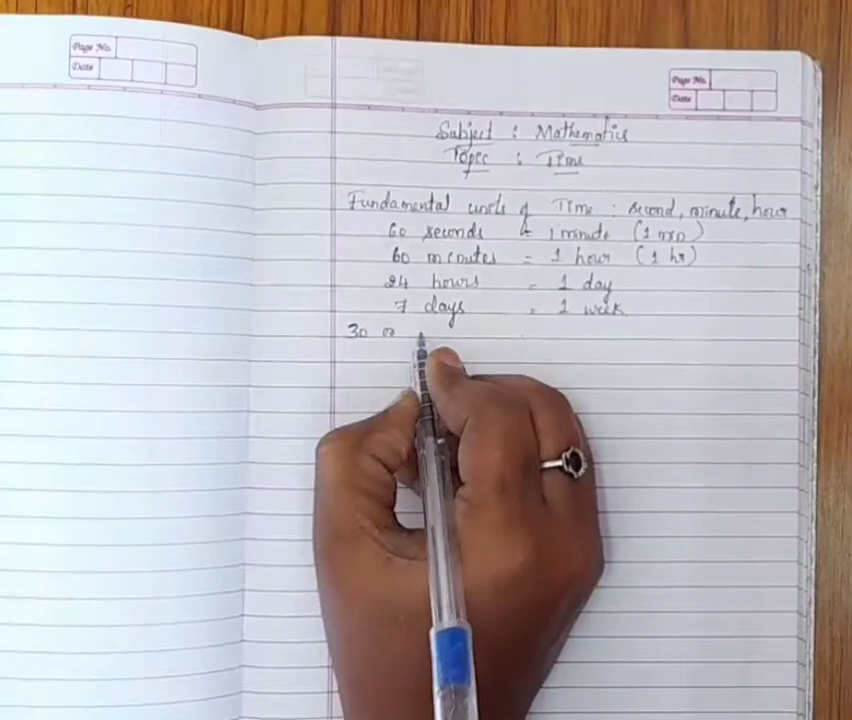 Page No.
Date
Page No.
Date
Subject : Mathematics
Topic : Time
Fundamental units of Time : second, minute, hour
60 seconds = 1 minute (1 min)
60 minutes = 1 hour (1 hr)
24 hours = 1 day
7 days = 1 week
30 or